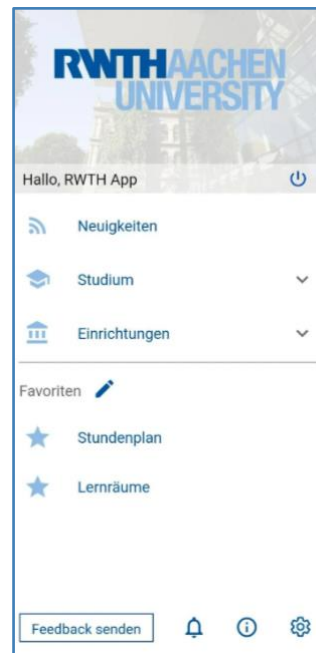 RWTHAACHEN
UNIVERSITY
Hallo, RWTH App
Neuigkeiten
Studium
Einrichtungen
Favoriten
Stundenplan
Lernräume
Feedback senden